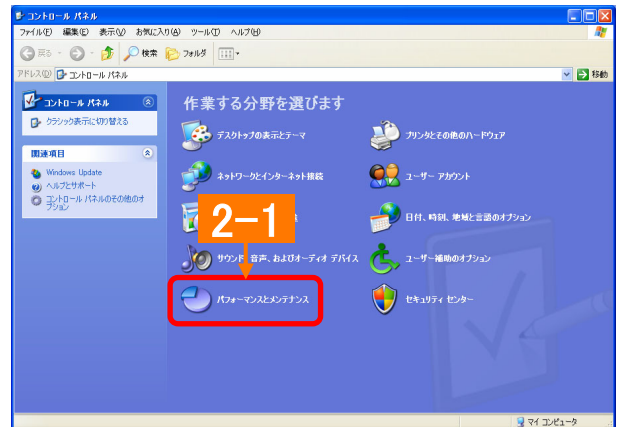 コントロール パネル
ファイル(F) 編集(E) 表示(V) お気に入り(A) ツール(T) ヘルプ(H)
戻る 検索 フォルダ
アドレス(D) コントロール パネル 移動
コントロール パネル
クラシック表示に切り替える
関連項目
Windows Update
ヘルプとサポート
コントロール パネルのその他のオ
プション
作業する分野を選びます
デスクトップの表示とテーマ
プリンタとその他のハードウェア
ネットワークとインターネット接続
ユーザー アカウント
日付、時刻、地域と言語のオプション
2-1
サウンド、音声、およびオーディオ デバイス
ユーザー補助のオプション
パフォーマンスとメンテナンス
セキュリティ センター
マイ コンピュータ